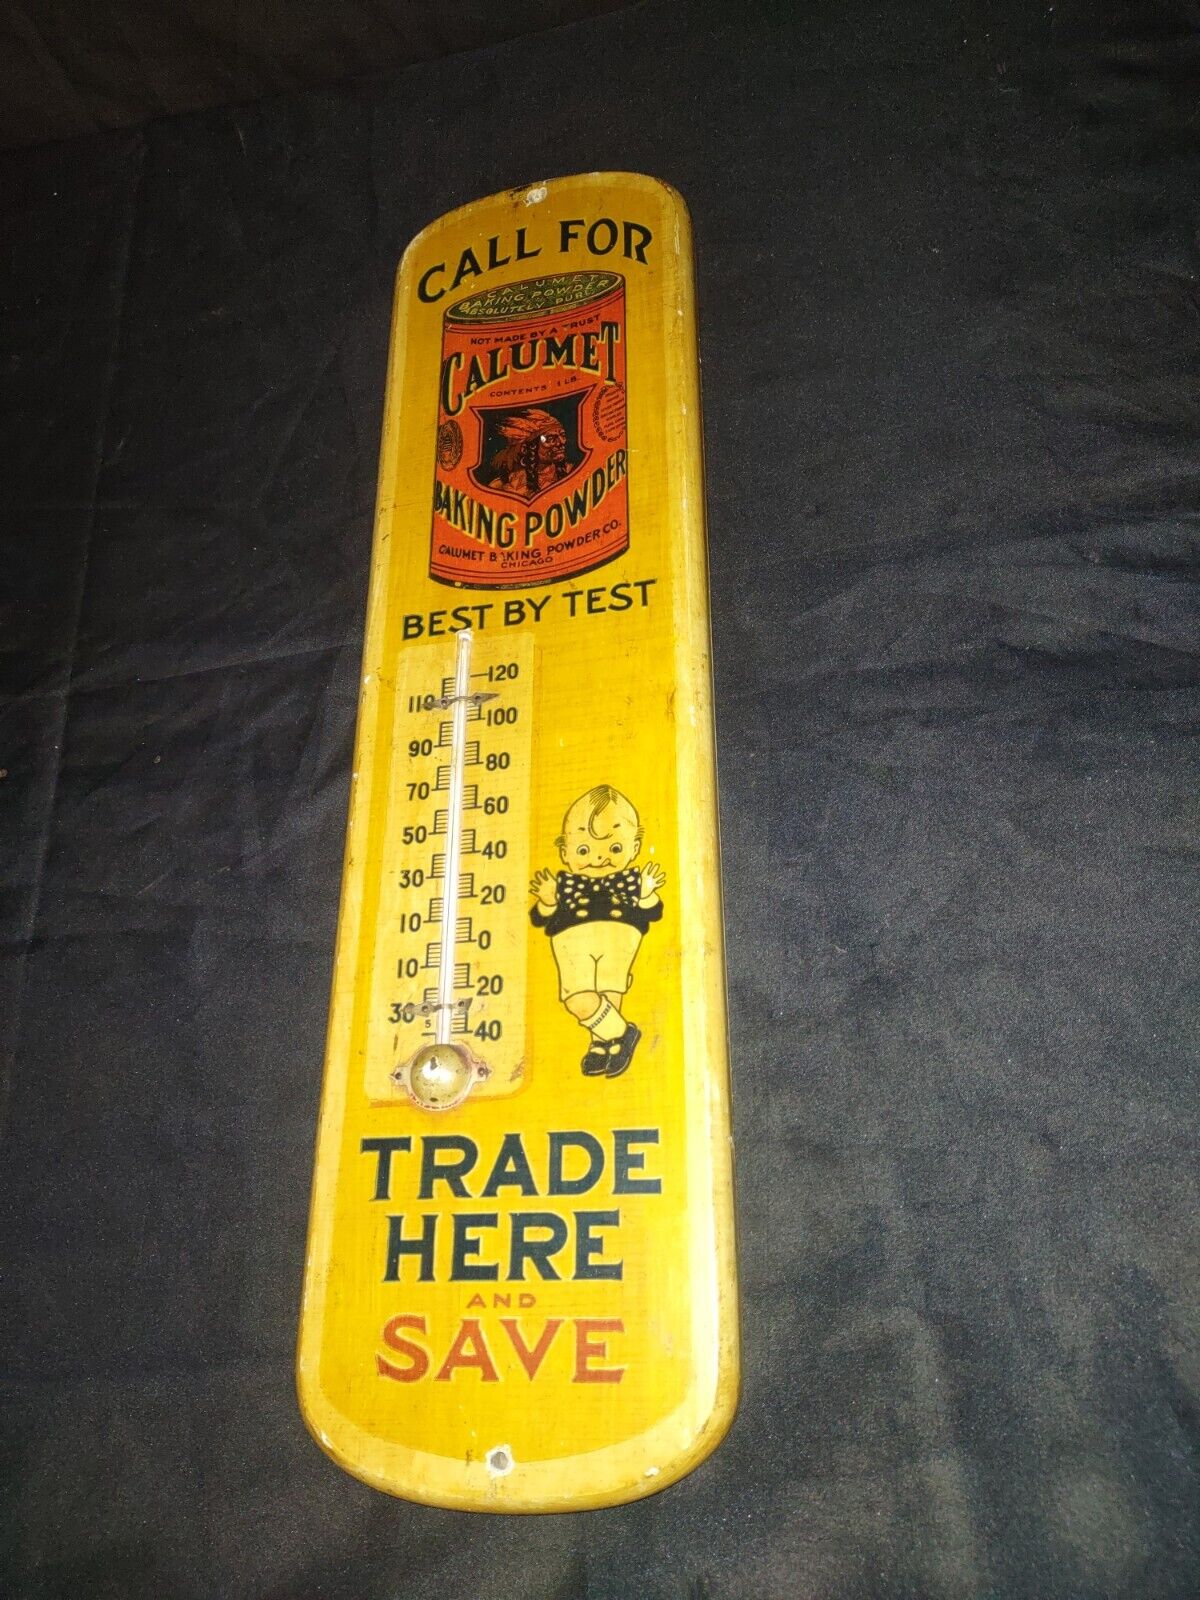 CALL FOR
CALUMET
BAKING POWDER
ABSOLUTELY PURE
NOT MADE BY A TRUST
CALUMET
CONTENTS 1 LB.
BAKING POWDER
CALUMET BAKING POWDER CO.
CHICAGO
BEST BY TEST
120
110
100
90
80
70
60
50
40
30
20
10
0
10
20
30
40
TRADE
HERE
AND
SAVE